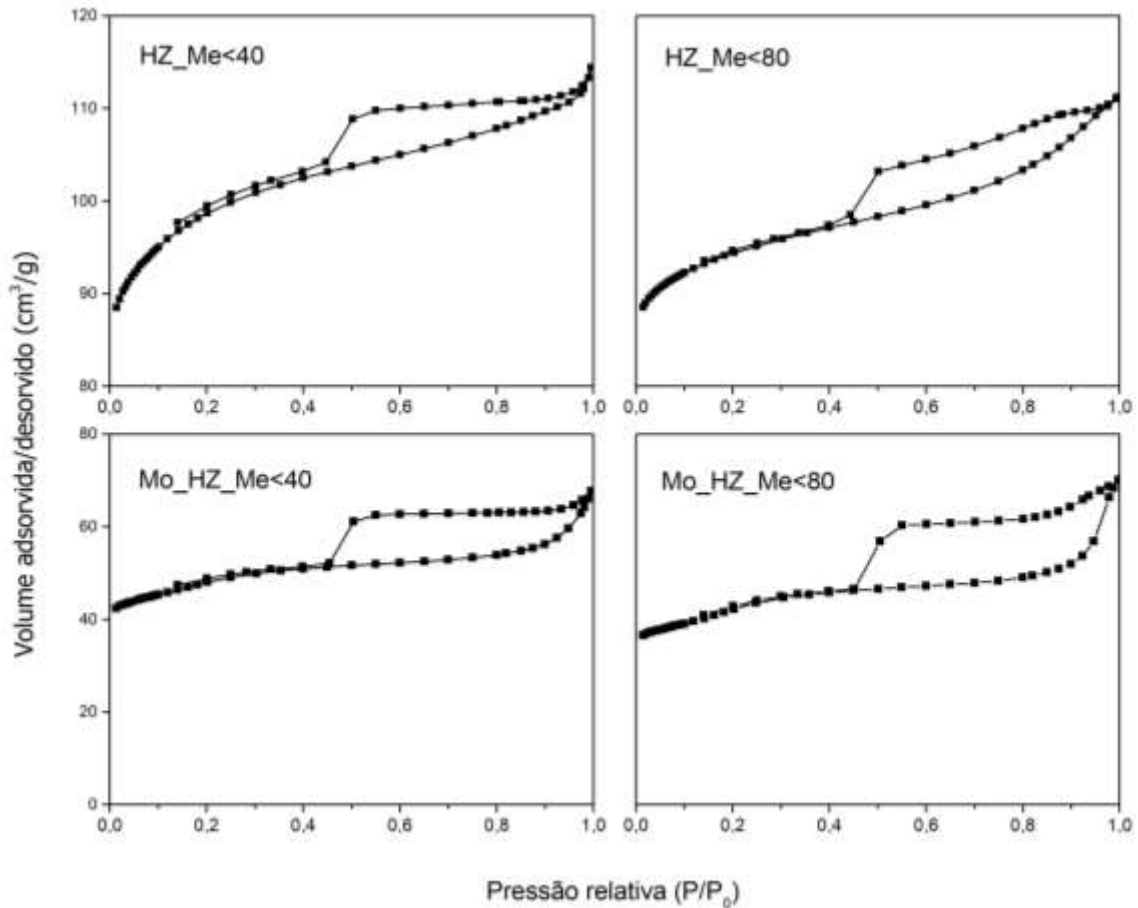 120
HZ_Me<40
HZ_Me<80
110
100
90
80
0,0 0,2 0,4 0,6 0,8 1,0
0,0 0,2 0,4 0,6 0,8 1,0
80
Mo_HZ_Me<40
Mo_HZ_Me<80
60
40
20
0
0,0 0,2 0,4 0,6 0,8 1,0
0,0 0,2 0,4 0,6 0,8 1,0
Volume adsorvida/desorvido (cm³/g)
Pressão relativa (P/P₀)